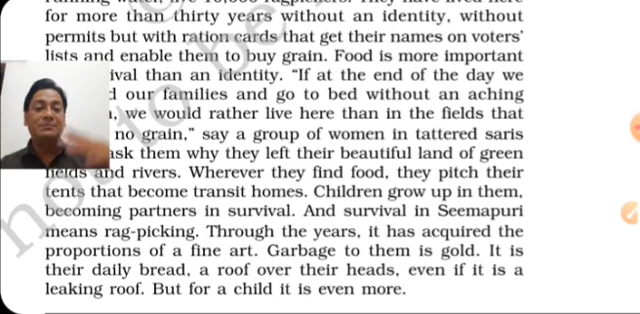 for more than thirty years without an identity, without
permits but with ration cards that get their names on voters'
lists and enable them to buy grain. Food is more important
than an identity. “If at the end of the day we
our families and go to bed without an aching
, we would rather live here than in the fields that
no grain,” say a group of women in tattered saris
ask them why they left their beautiful land of green
fields and rivers. Wherever they find food, they pitch their
tents that become transit homes. Children grow up in them,
becoming partners in survival. And survival in Seemapuri
means rag-picking. Through the years, it has acquired the
proportions of a fine art. Garbage to them is gold. It is
their daily bread, a roof over their heads, even if it is a
leaking roof. But for a child it is even more.